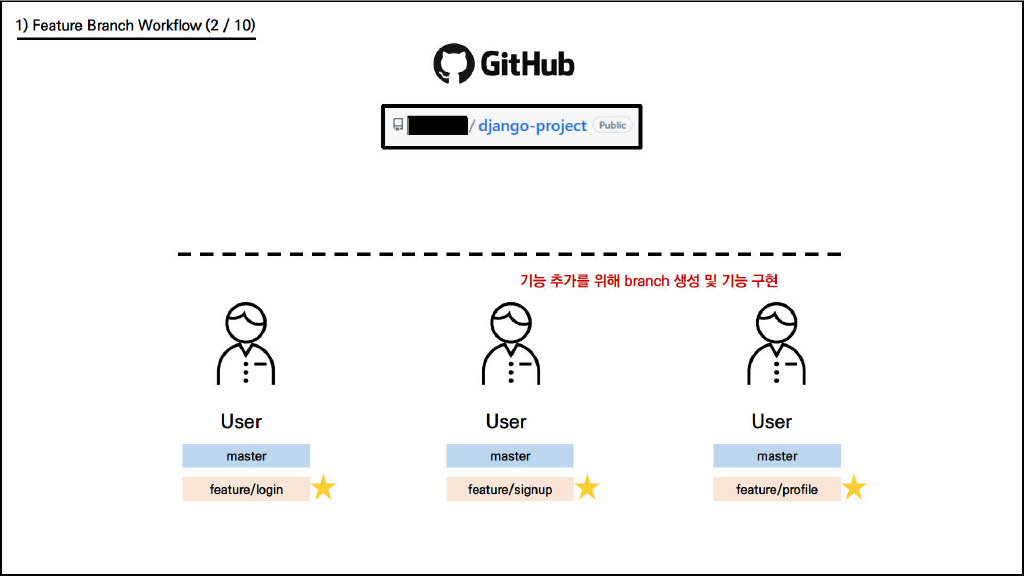 1) Feature Branch Workflow (2 / 10)
GitHub
/ django-project Public
기능 추가를 위해 branch 생성 및 기능 구현
User User User
master master master
feature/login feature/signup feature/profile